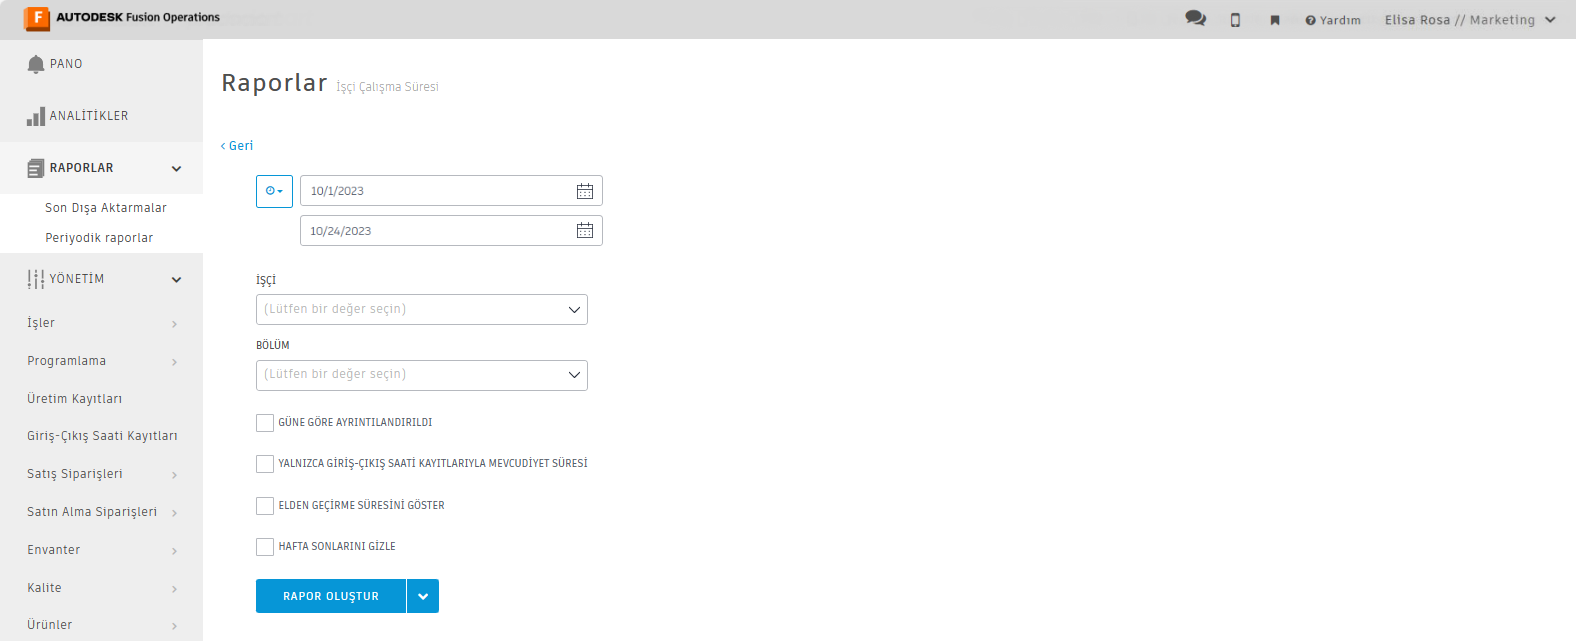 F AUTODESK Fusion Operations
Yardım
Elisa Rosa // Marketing
PANO
ANALİTİKLER
RAPORLAR
Son Dışa Aktarmalar
Periyodik raporlar
YÖNETİM
İşler
Programlama
Üretim Kayıtları
Giriş-Çıkış Saati Kayıtları
Satış Siparişleri
Satın Alma Siparişleri
Envanter
Kalite
Ürünler
Raporlar İşçi Çalışma Süresi
‹ Geri
10/1/2023
10/24/2023
İŞÇİ
(Lütfen bir değer seçin)
BÖLÜM
(Lütfen bir değer seçin)
GÜNE GÖRE AYRINTILANDIRILDI
YALNIZCA GİRİŞ-ÇIKIŞ SAATİ KAYITLARIYLA MEVCUDİYET SÜRESİ
ELDEN GEÇİRME SÜRESİNİ GÖSTER
HAFTA SONLARINI GİZLE
RAPOR OLUŞTUR